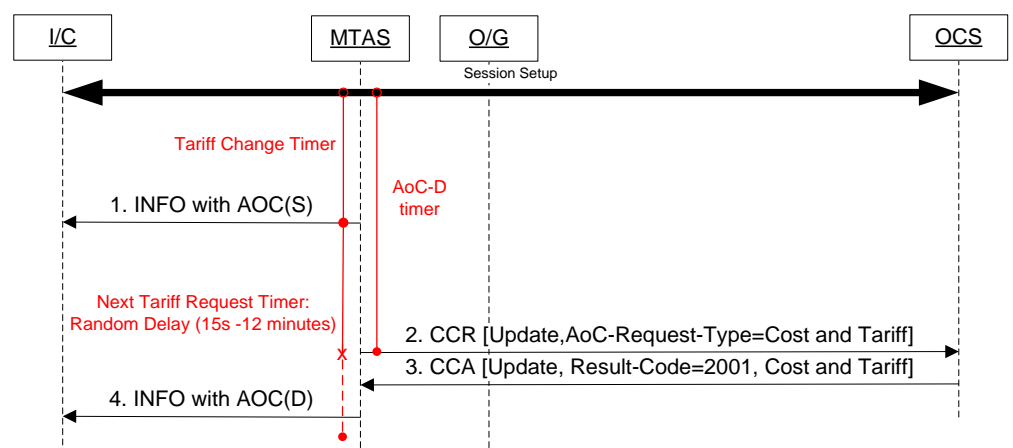 I/C
MTAS
O/G
OCS
Session Setup
Tariff Change Timer
AoC-D
timer
1. INFO with AOC(S)
Next Tariff Request Timer:
Random Delay (15s -12 minutes)
x
2. CCR [Update,AoC-Request-Type=Cost and Tariff]
3. CCA [Update, Result-Code=2001, Cost and Tariff]
4. INFO with AOC(D)